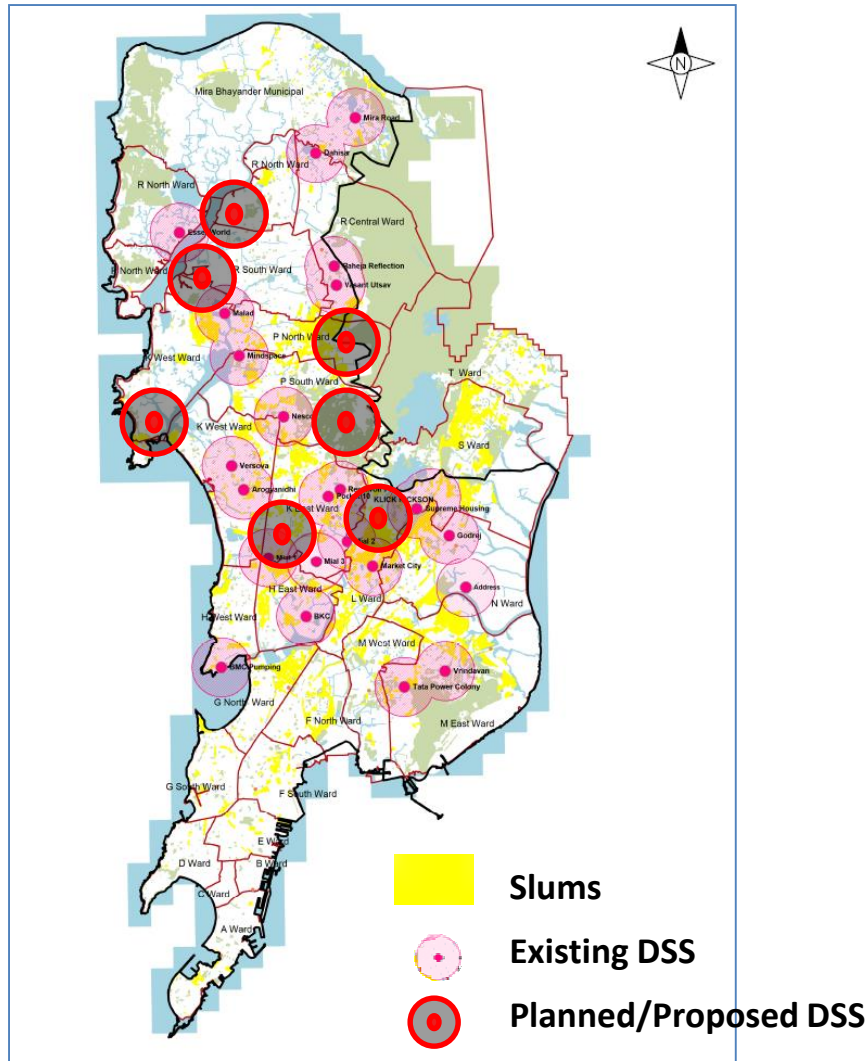 N
Mira Bhayander Municipal
Mira Road
Dahisar
R North Ward
R North Ward
R Central Ward
Essel World
Raheja Reflection
R South Ward
Vasant Utsav
Malad
P North Ward
Mindspace
K West Ward
T Ward
P South Ward
Nesco
K West Ward
S Ward
Versova
Arogyanidhi
KLICK NICKSON
Supreme Housing
K East Ward
Godrej
Mial 2
Mial 3
Market City
H East Ward
Address
L Ward
N Ward
H West Ward
BKC
M West Word
BMC Pumping
Vrindavan
Tata Power Colony
G North Ward
F North Ward
M East Ward
G South Ward
F South Ward
E Ward
D Ward
B Ward
C Ward
A Ward
Slums
Existing DSS
Planned/Proposed DSS